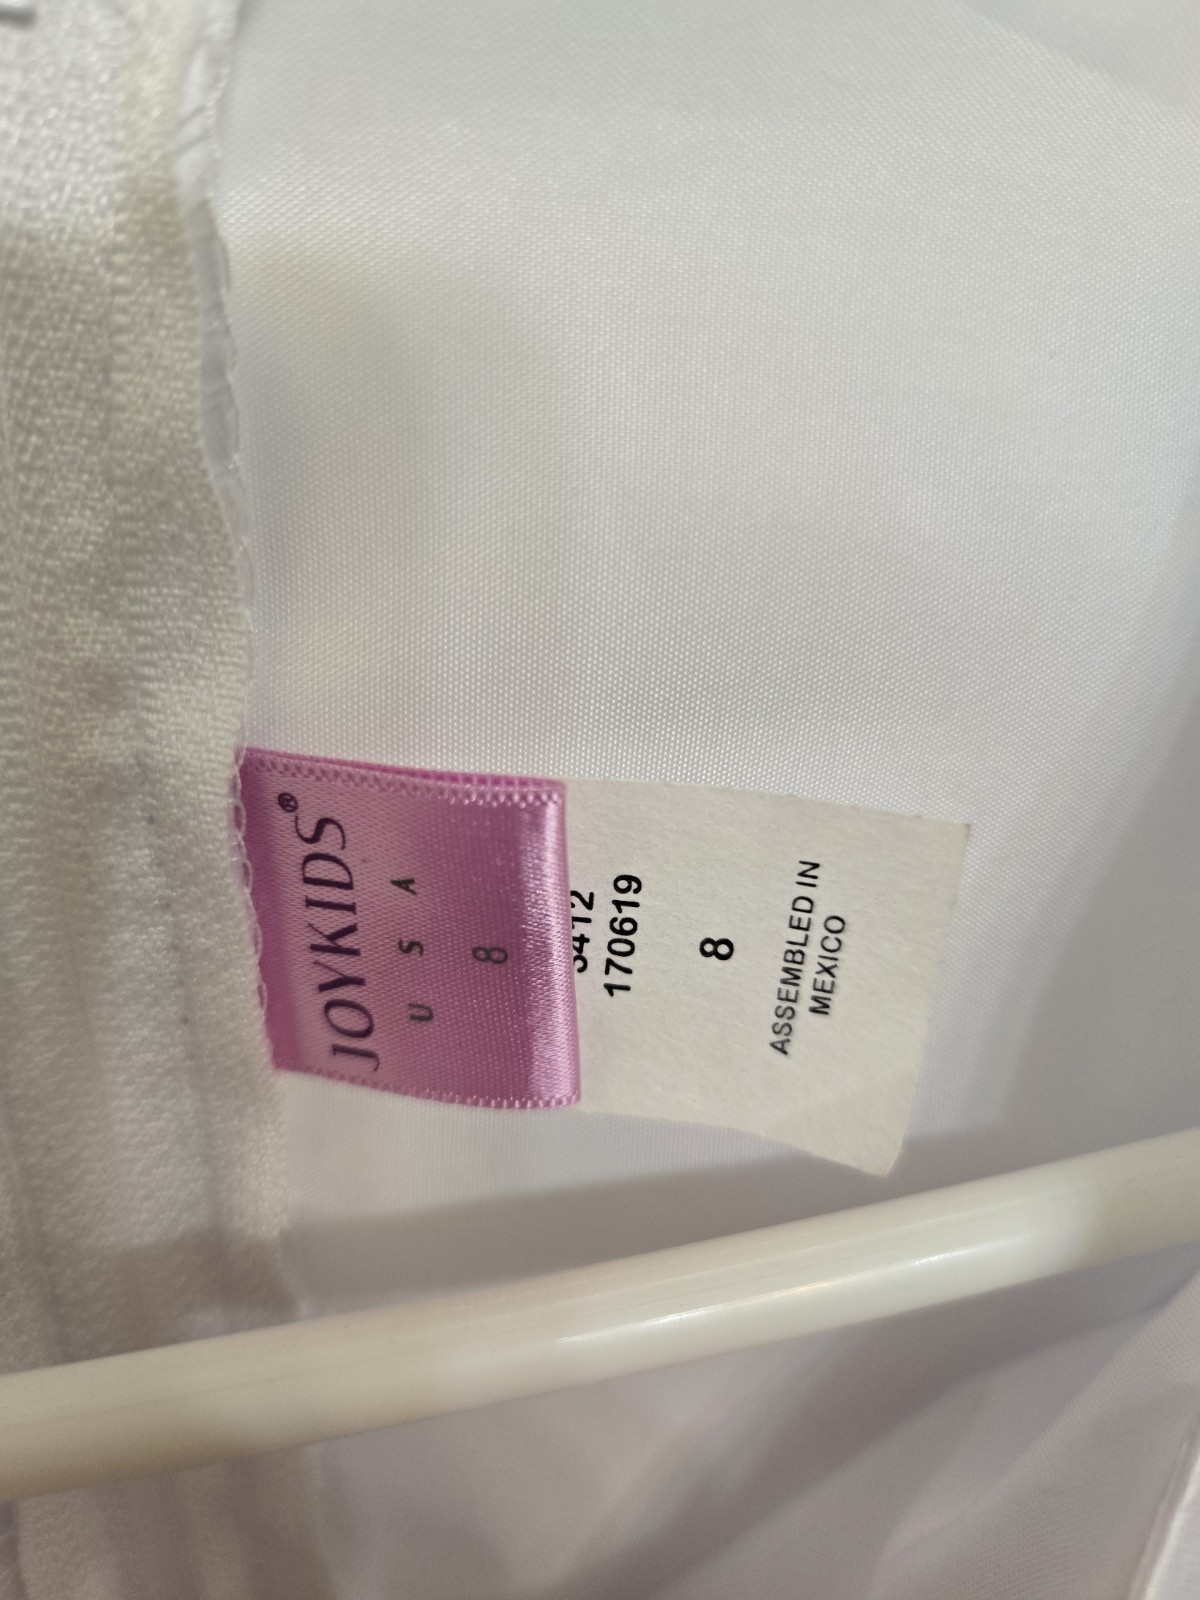 JOYKIDS®
USA
8
170619
8
ASSEMBLED IN
MEXICO